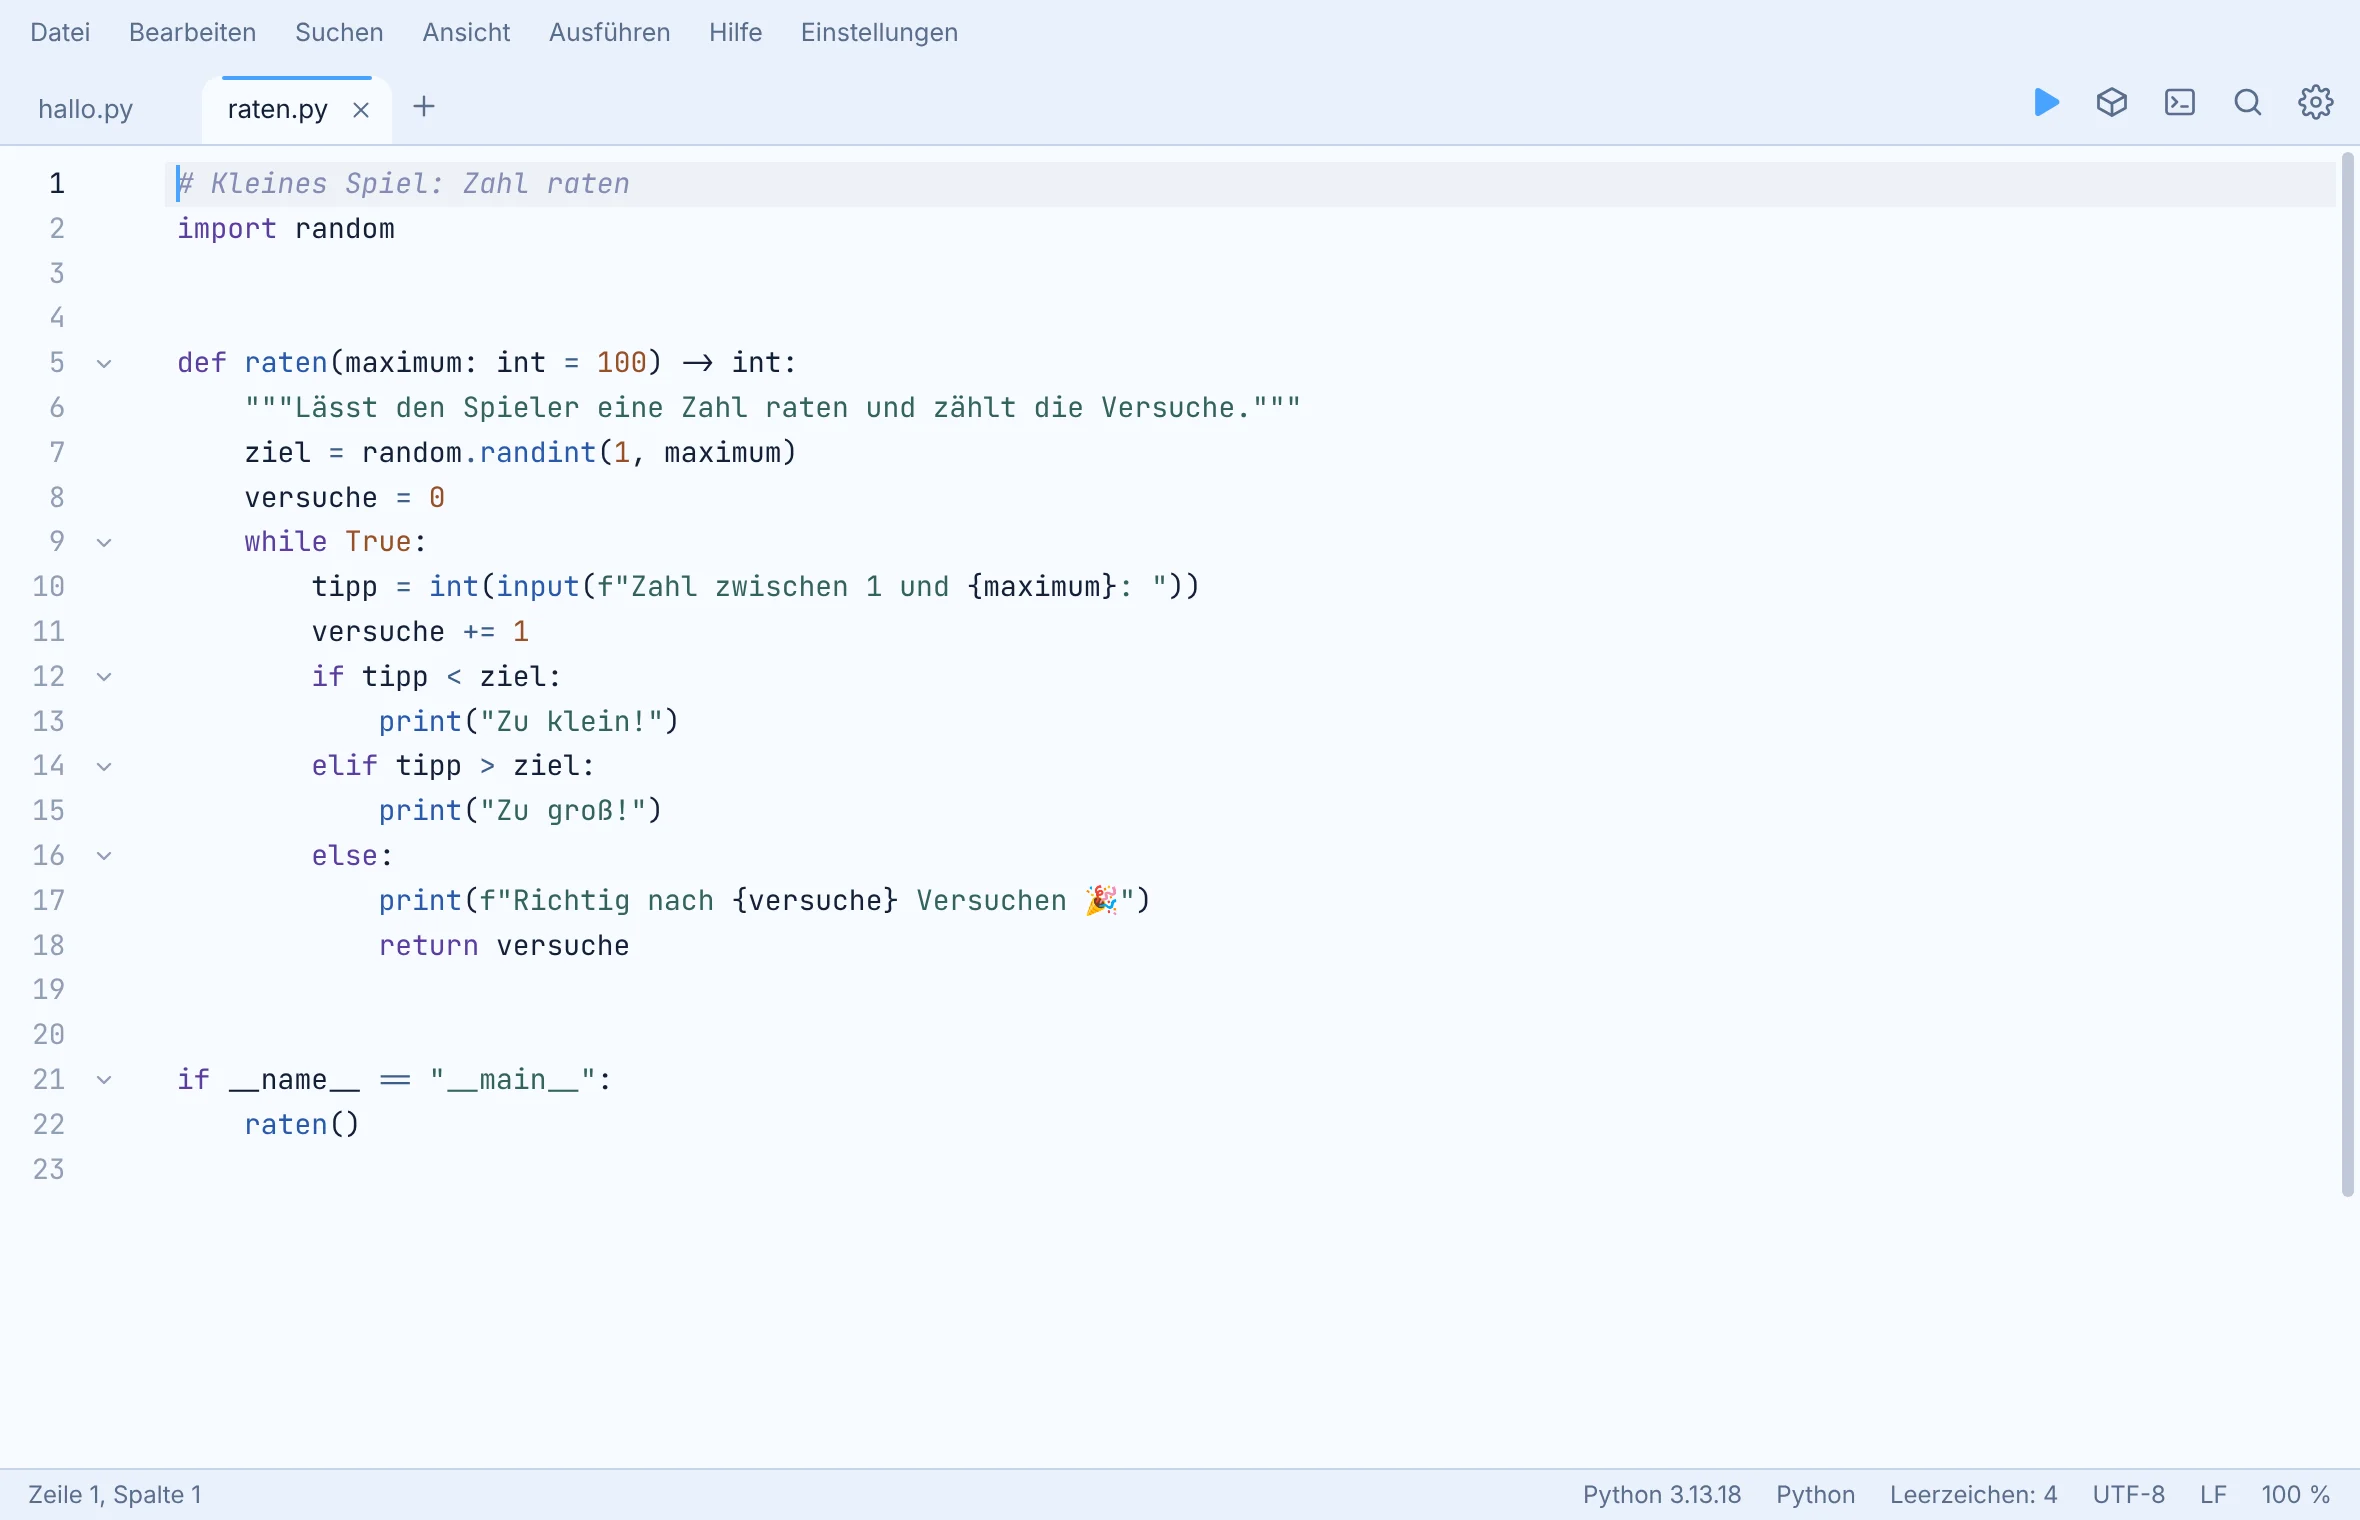 Datei Bearbeiten Suchen Ansicht Ausführen Hilfe Einstellungen
hallo.py raten.py
1 # Kleines Spiel: Zahl raten
2 import random
3
4
5 def raten(maximum: int = 100) -> int:
6     """Lässt den Spieler eine Zahl raten und zählt die Versuche."""
7     ziel = random.randint(1, maximum)
8     versuche = 0
9     while True:
10         tipp = int(input(f"Zahl zwischen 1 und {maximum}: "))
11         versuche += 1
12         if tipp < ziel:
13             print("Zu klein!")
14         elif tipp > ziel:
15             print("Zu groß!")
16         else:
17             print(f"Richtig nach {versuche} Versuchen 🎉")
18             return versuche
19
20
21 if __name__ == "__main__":
22     raten()
23
Zeile 1, Spalte 1 Python 3.13.18 Python Leerzeichen: 4 UTF-8 LF 100 %